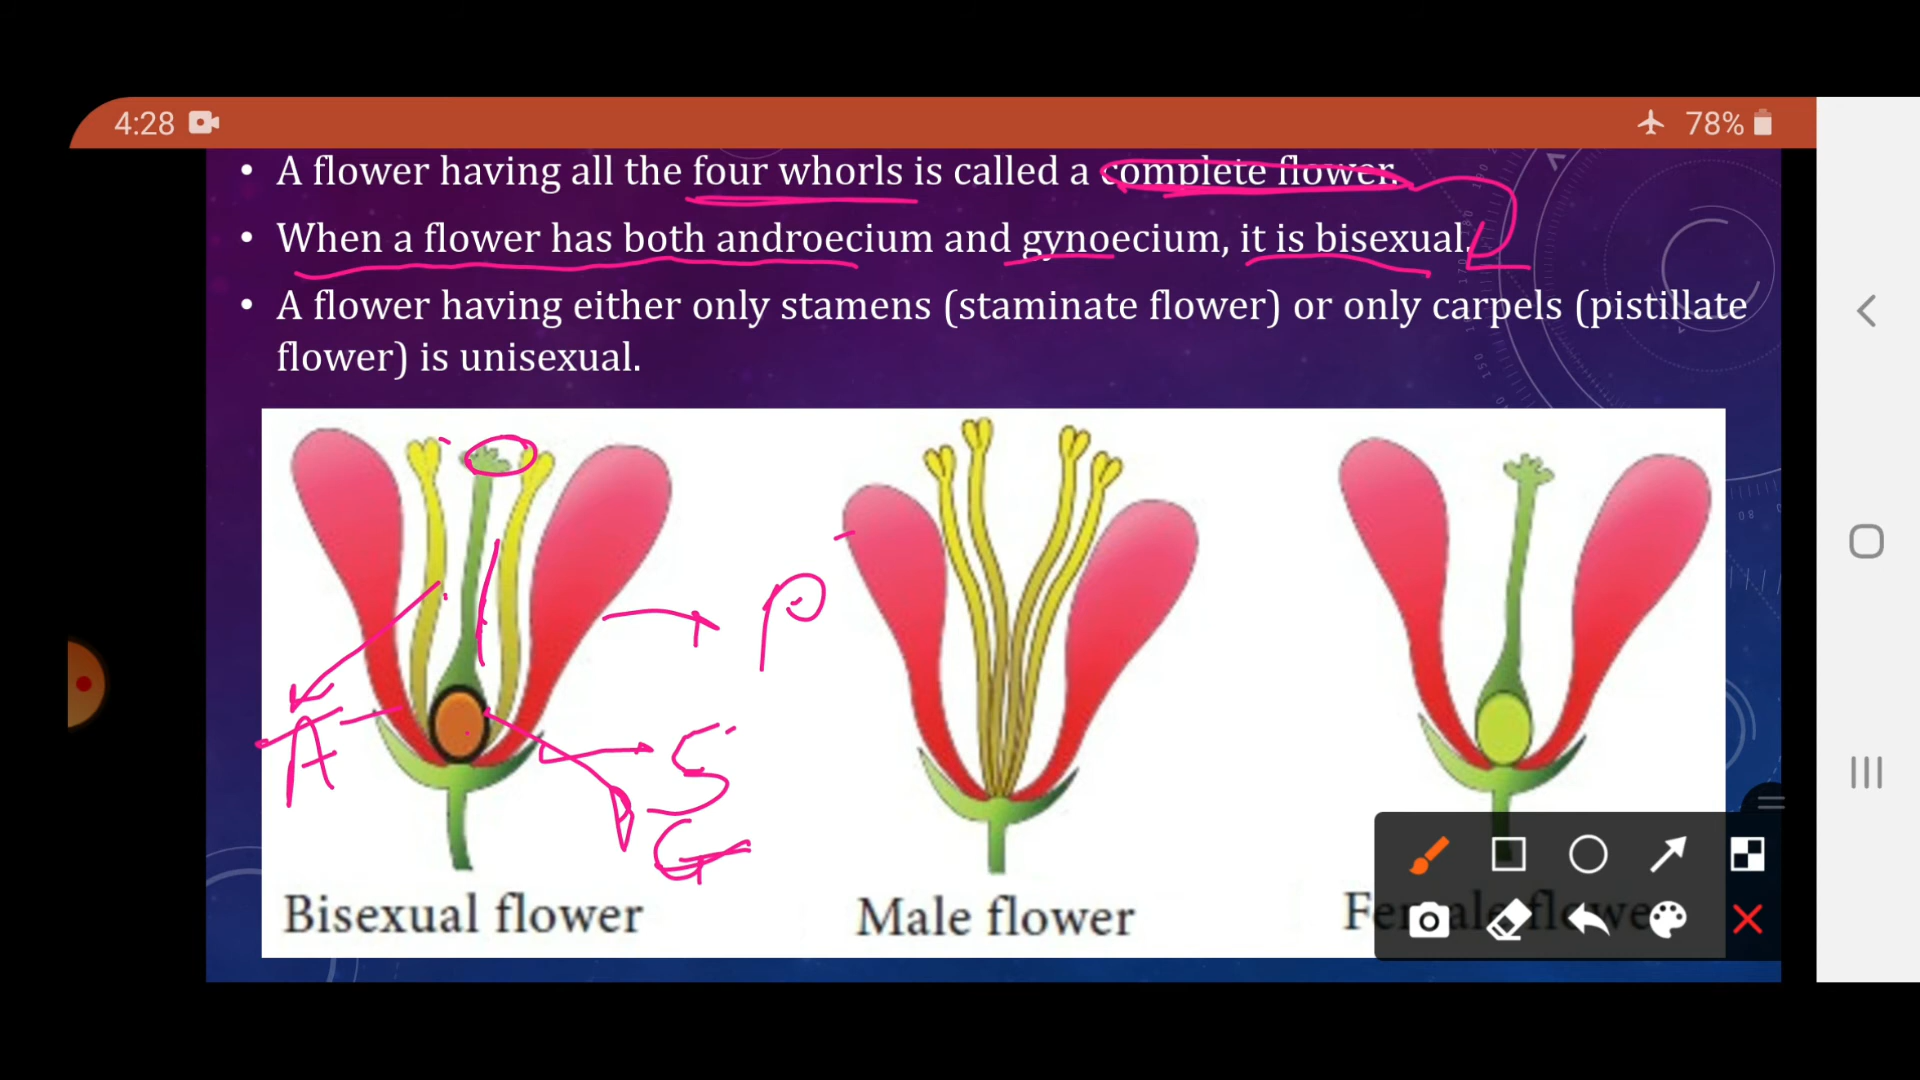 4:28 78%
• A flower having all the four whorls is called a complete flower.
• When a flower has both androecium and gynoecium, it is bisexual.
• A flower having either only stamens (staminate flower) or only carpels (pistillate
flower) is unisexual.
P
A
S
G
Bisexual flower Male flower Female flower